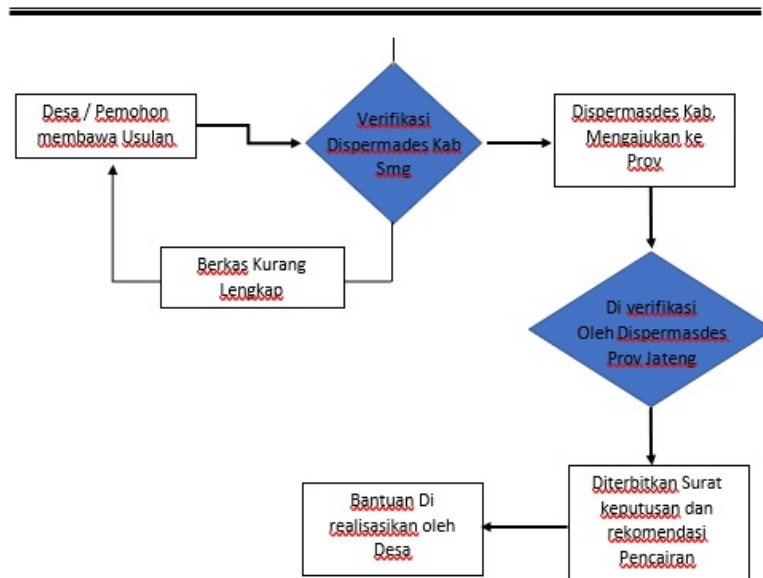 Desa / Pemohon
membawa Usulan
Verifikasi
Dispermades Kab
Smg
Dispermasdes Kab.
Mengajukan ke
Prov
Berkas Kurang
Lengkap
Di verifikasi
Oleh Dispermasdes
Prov Jateng
Diterbitkan Surat
keputusan dan
rekomendasi
Pencairan
Bantuan Di
realisasikan oleh
Desa